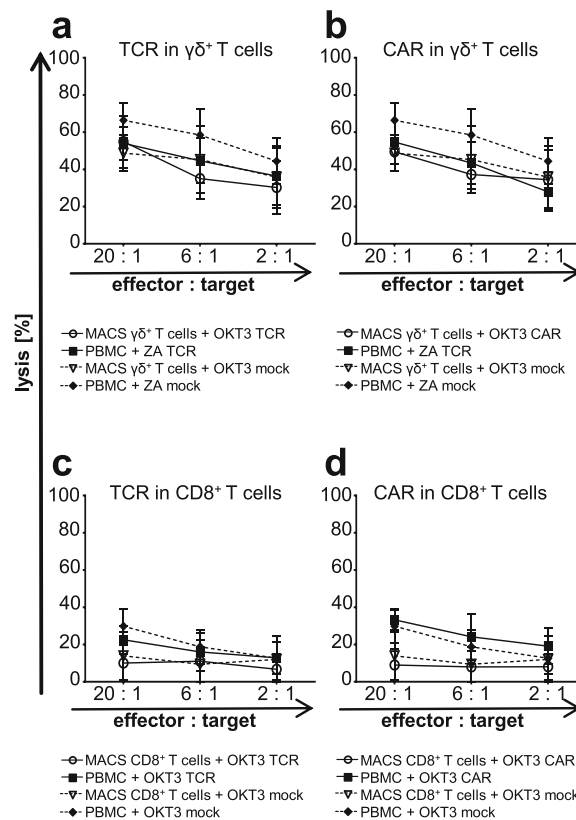 a
TCR in γδ⁺ T cells
100
80
60
40
20
0
20 : 1 6 : 1 2 : 1
effector : target
MACS γδ⁺ T cells + OKT3 TCR
PBMC + ZA TCR
MACS γδ⁺ T cells + OKT3 mock
PBMC + ZA mock
b
CAR in γδ⁺ T cells
100
80
60
40
20
0
20 : 1 6 : 1 2 : 1
effector : target
MACS γδ⁺ T cells + OKT3 CAR
PBMC + ZA TCR
MACS γδ⁺ T cells + OKT3 mock
PBMC + ZA mock
lysis [%]
c
TCR in CD8⁺ T cells
100
80
60
40
20
0
20 : 1 6 : 1 2 : 1
effector : target
MACS CD8⁺ T cells + OKT3 TCR
PBMC + OKT3 TCR
MACS CD8⁺ T cells + OKT3 mock
PBMC + OKT3 mock
d
CAR in CD8⁺ T cells
100
80
60
40
20
0
20 : 1 6 : 1 2 : 1
effector : target
MACS CD8⁺ T cells + OKT3 CAR
PBMC + OKT3 CAR
MACS CD8⁺ T cells + OKT3 mock
PBMC + OKT3 mock